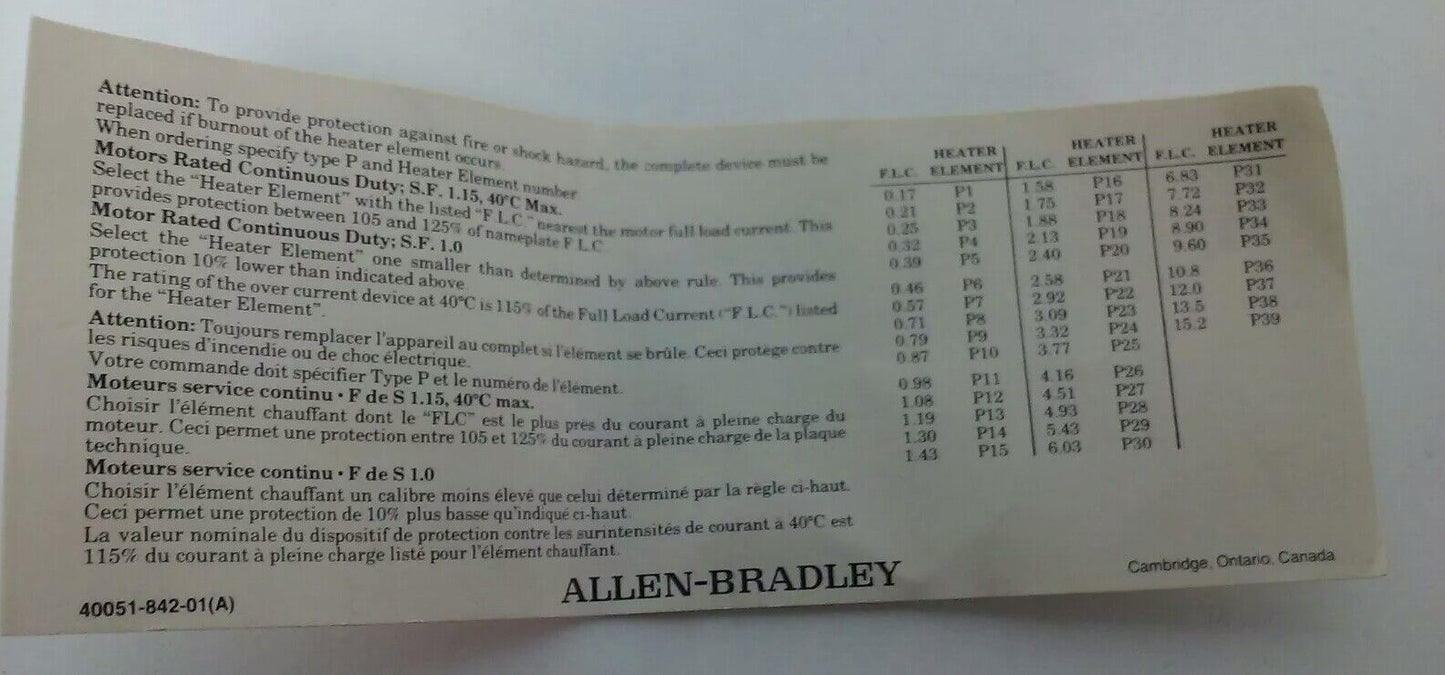 Attention: To provide protection against fire or shock hazard, the complete device must be
replaced if burnout of the heater element occurs.
When ordering specify type P and Heater Element number
Motors Rated Continuous Duty; S.F. 1.15, 40°C Max.
Select the “Heater Element” with the listed “F.L.C.” nearest the motor full load current. This
provides protection between 105 and 125% of nameplate F L C
Motor Rated Continuous Duty; S.F. 1.0
Select the “Heater Element” one smaller than determined by above rule. This provides
protection 10% lower than indicated above
The rating of the over current device at 40°C is 115% of the Full Load Current (“F.L.C.”) listed
for the “Heater Element”.
Attention: Toujours remplacer l'appareil au complet si l'élément se brûle. Ceci protège contre
les risques d'incendie ou de choc électrique.
Votre commande doit spécifier Type P et le numéro de l'élément.
Moteurs service continu • F de S 1.15, 40°C max.
Choisir l'élément chauffant dont le “FLC” est le plus près du courant à pleine charge du
moteur. Ceci permet une protection entre 105 et 125% du courant à pleine charge de la plaque
technique.
Moteurs service continu • F de S 1.0
Choisir l'élément chauffant un calibre moins élevé que celui déterminé par la règle ci-haut.
Ceci permet une protection de 10% plus basse qu'indiqué ci-haut.
La valeur nominale du dispositif de protection contre les surintensités de courant à 40°C est
115% du courant à pleine charge listé pour l'élément chauffant.
HEATER HEATER HEATER
F.L.C. ELEMENT F.L.C. ELEMENT F.L.C. ELEMENT
0.17 P1 1.58 P16 6.83 P31
0.21 P2 1.75 P17 7.72 P32
0.25 P3 1.88 P18 8.24 P33
0.32 P4 2.13 P19 8.90 P34
0.39 P5 2.40 P20 9.60 P35
0.46 P6 2.58 P21 10.8 P36
0.57 P7 2.92 P22 12.0 P37
0.71 P8 3.09 P23 13.5 P38
0.79 P9 3.32 P24 15.2 P39
0.87 P10 3.77 P25
0.98 P11 4.16 P26
1.08 P12 4.51 P27
1.19 P13 4.93 P28
1.30 P14 5.43 P29
1.43 P15 6.03 P30
40051-842-01(A)
ALLEN-BRADLEY
Cambridge, Ontario, Canada